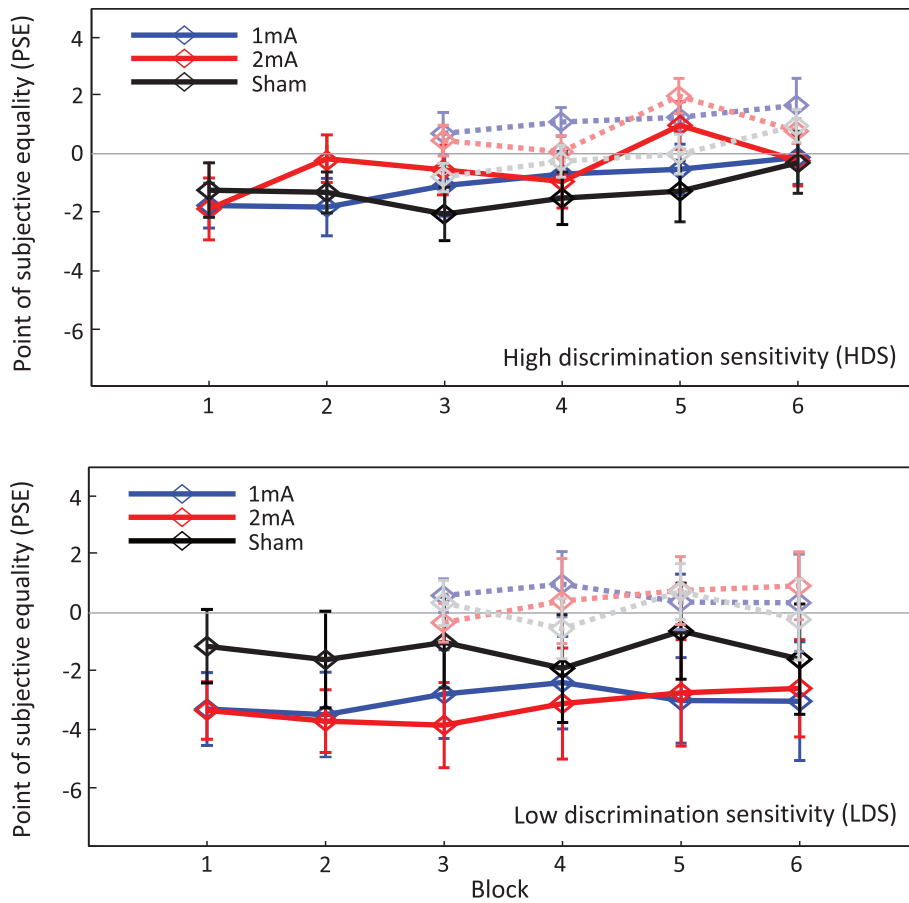 Point of subjective equality (PSE)
4
2
0
-2
-4
-6
1mA
2mA
Sham
High discrimination sensitivity (HDS)
1 2 3 4 5 6
Point of subjective equality (PSE)
4
2
0
-2
-4
-6
1mA
2mA
Sham
Low discrimination sensitivity (LDS)
1 2 3 4 5 6
Block